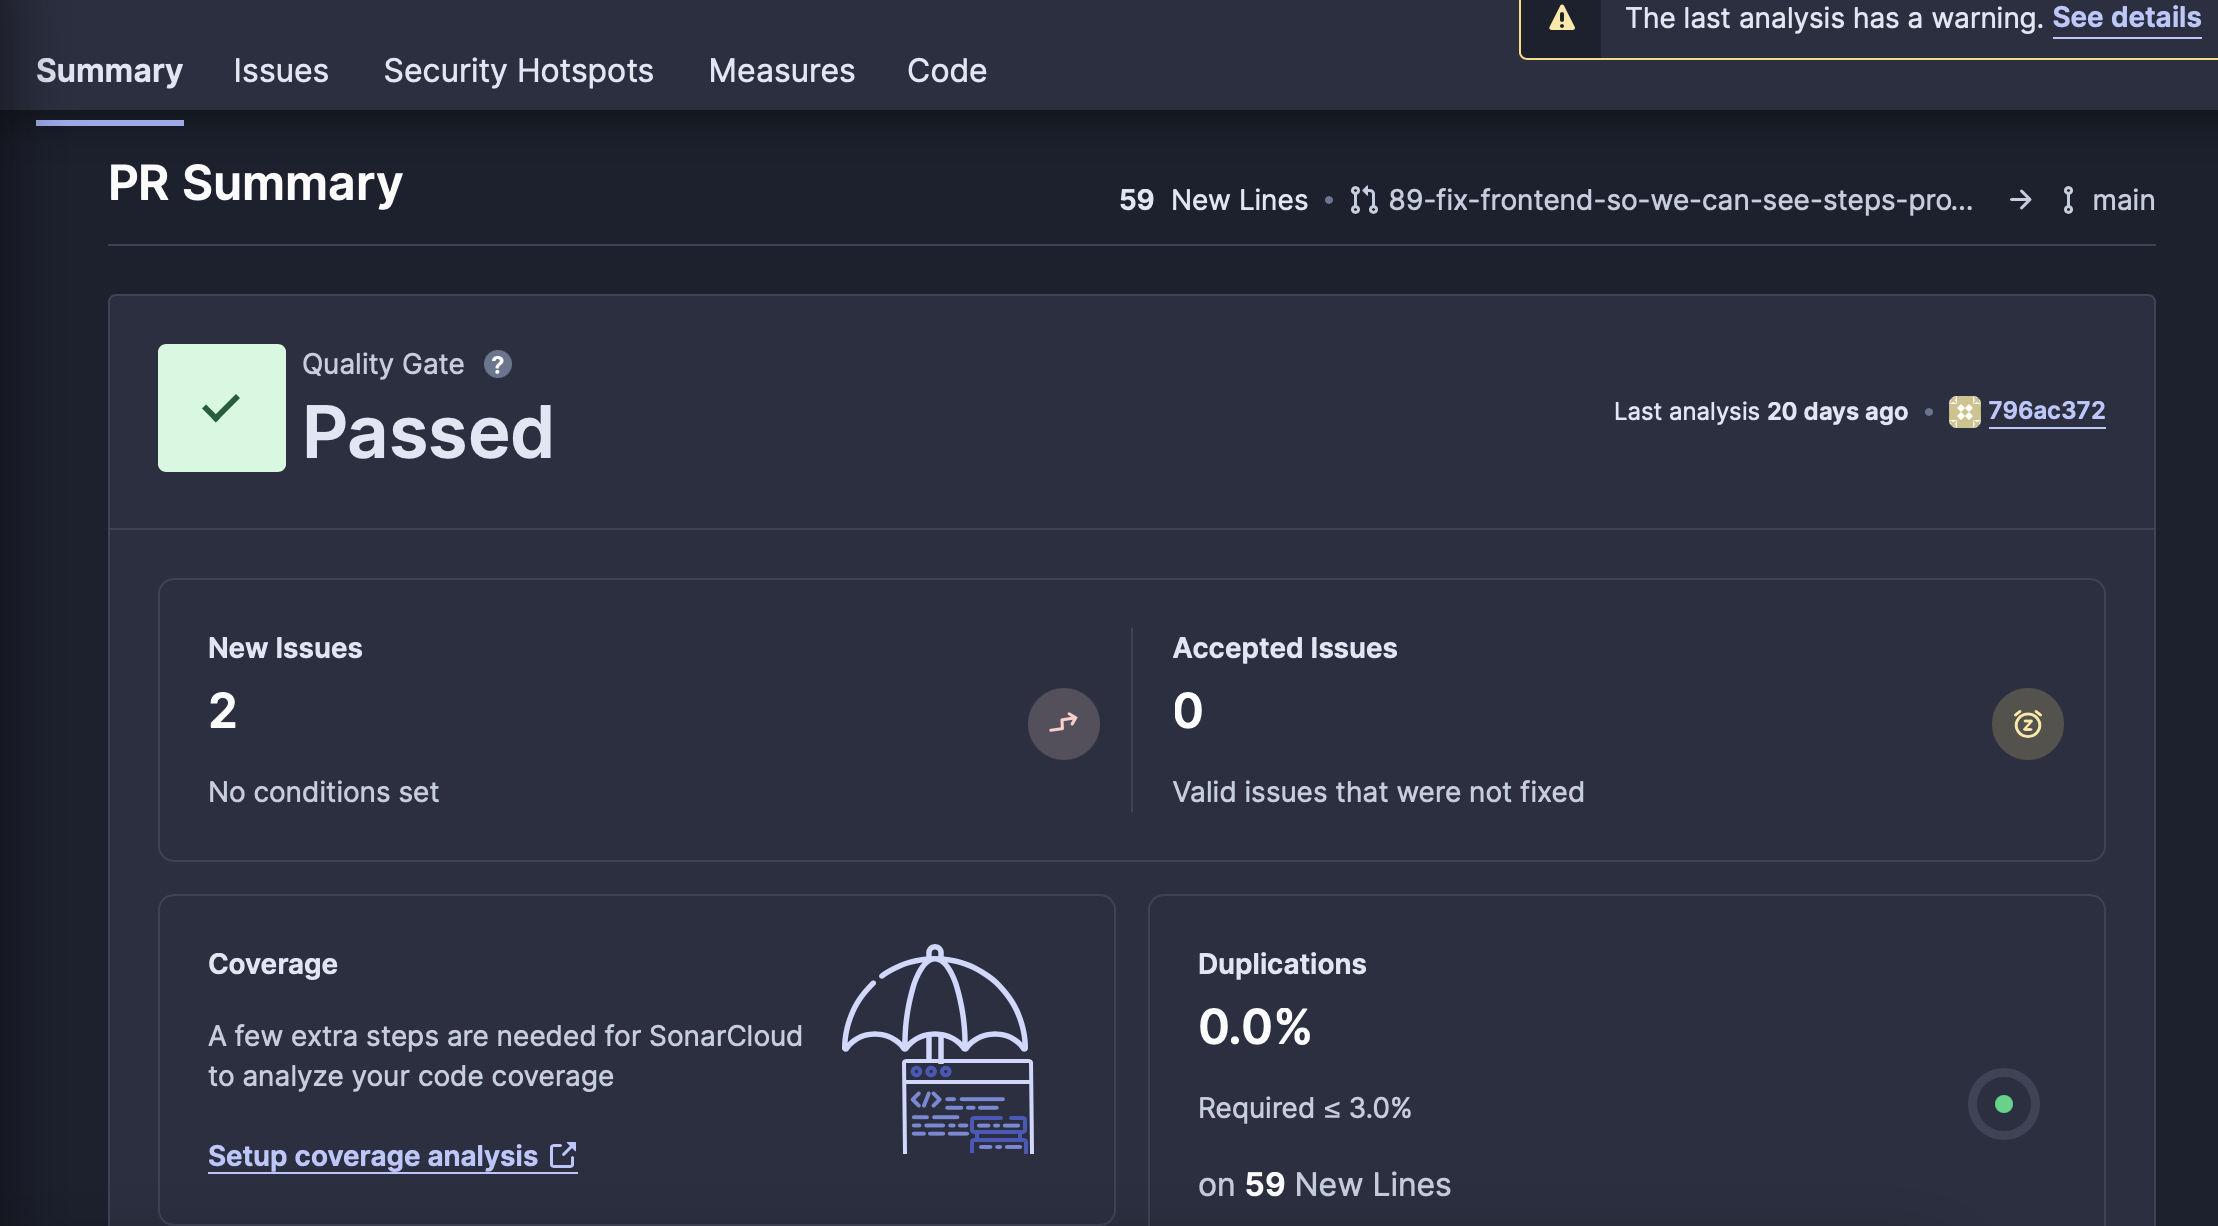 The last analysis has a warning. See details
Summary Issues Security Hotspots Measures Code
PR Summary
59 New Lines • 89-fix-frontend-so-we-can-see-steps-pro... → main
Quality Gate ?
Passed
Last analysis 20 days ago • 796ac372
New Issues
2
No conditions set
Accepted Issues
0
Valid issues that were not fixed
Coverage
A few extra steps are needed for SonarCloud
to analyze your code coverage
Setup coverage analysis
Duplications
0.0%
Required ≤ 3.0%
on 59 New Lines